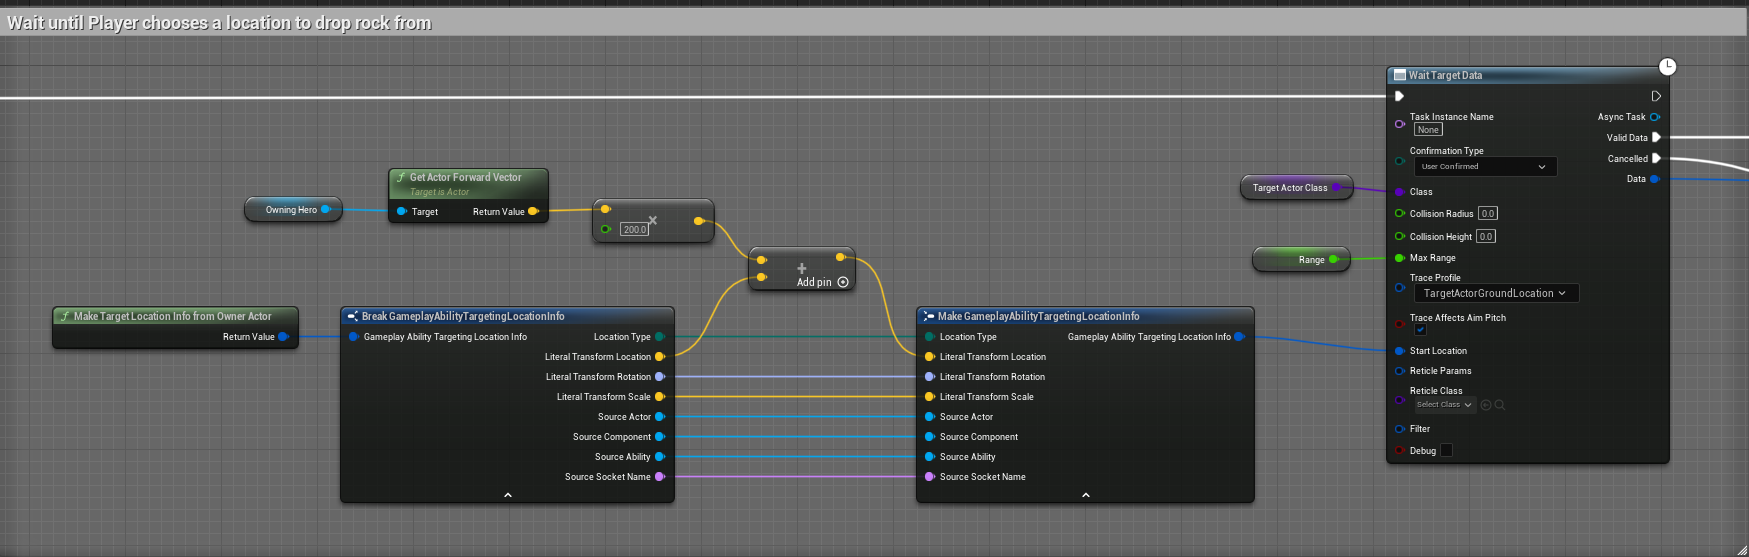 Wait until Player chooses a location to drop rock from
Wait Target Data
Task Instance Name
None
Async Task
Valid Data
Confirmation Type
User Confirmed
Cancelled
Data
Get Actor Forward Vector
Target is Actor
Target
Return Value
Owning Hero
200.0
×
+
Add pin
Target Actor Class
Class
Collision Radius 0.0
Collision Height 0.0
Range
Max Range
Trace Profile
TargetActorGroundLocation
Trace Affects Aim Pitch
Start Location
Reticle Params
Reticle Class
Select Class
Filter
Debug
Make Target Location Info from Owner Actor
Return Value
Break GameplayAbilityTargetingLocationInfo
Gameplay Ability Targeting Location Info
Location Type
Literal Transform Location
Literal Transform Rotation
Literal Transform Scale
Source Actor
Source Component
Source Ability
Source Socket Name
Make GameplayAbilityTargetingLocationInfo
Location Type
Gameplay Ability Targeting Location Info
Literal Transform Location
Literal Transform Rotation
Literal Transform Scale
Source Actor
Source Component
Source Ability
Source Socket Name